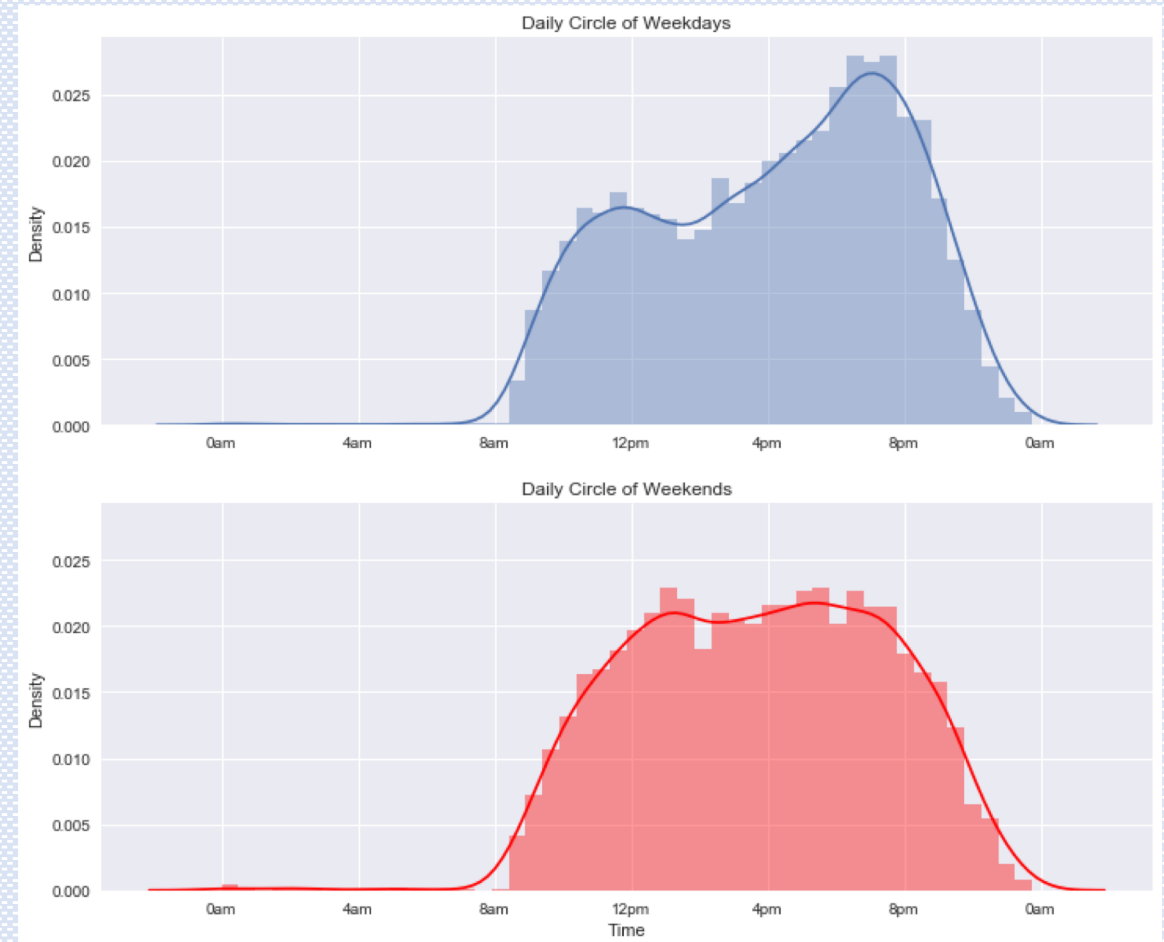 Daily Circle of Weekdays
Density
0.025
0.020
0.015
0.010
0.005
0.000
0am 4am 8am 12pm 4pm 8pm 0am
Daily Circle of Weekends
Density
0.025
0.020
0.015
0.010
0.005
0.000
0am 4am 8am 12pm 4pm 8pm 0am
Time